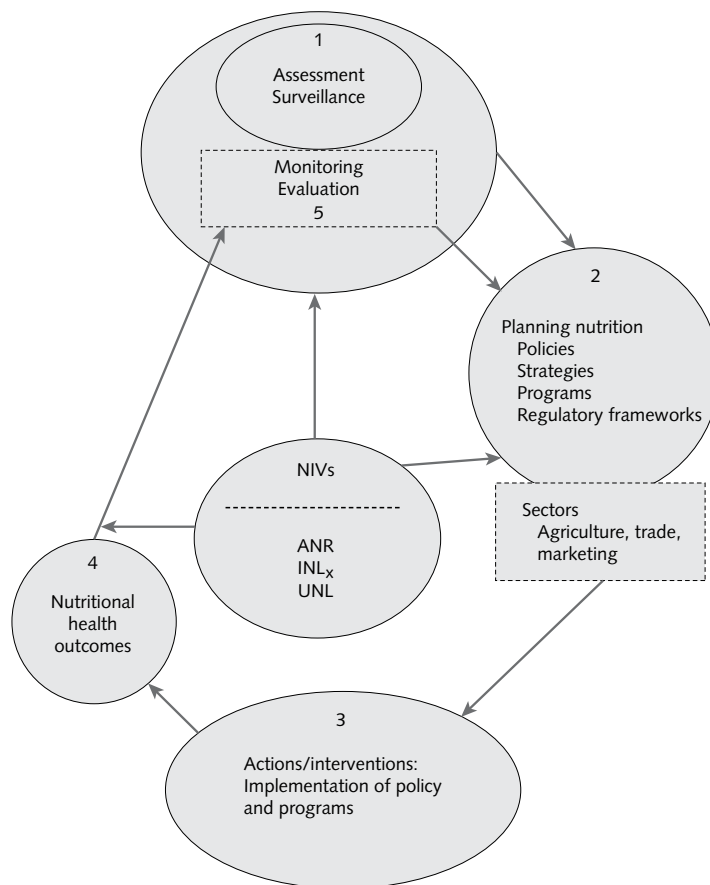 1
Assessment
Surveillance
Monitoring
Evaluation
5
2
Planning nutrition
Policies
Strategies
Programs
Regulatory frameworks
Sectors
Agriculture, trade,
marketing
NIVs
ANR
INLx
UNL
4
Nutritional
health
outcomes
3
Actions/interventions:
Implementation of policy
and programs